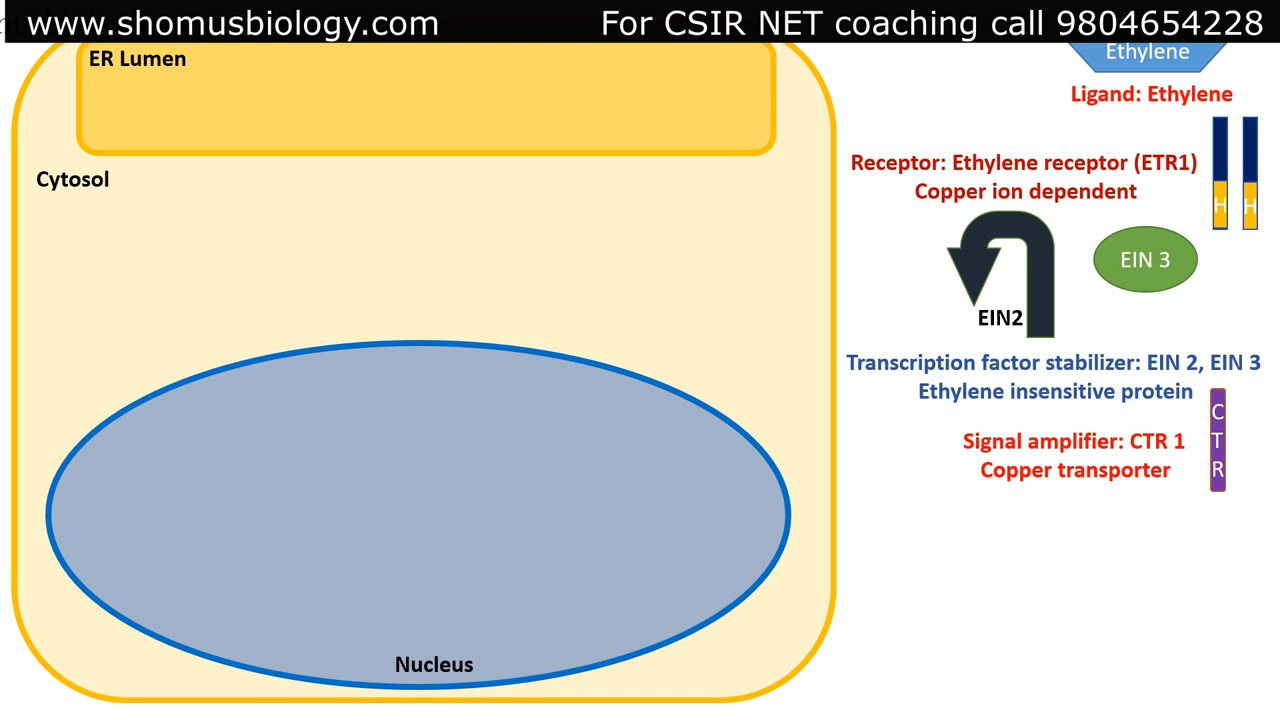 www.shomusbiology.com For CSIR NET coaching call 9804654228
ER Lumen
Cytosol
Nucleus
Ethylene
Ligand: Ethylene
Receptor: Ethylene receptor (ETR1)
Copper ion dependent
H H
EIN 3
EIN2
Transcription factor stabilizer: EIN 2, EIN 3
Ethylene insensitive protein
Signal amplifier: CTR 1
Copper transporter
C
T
R